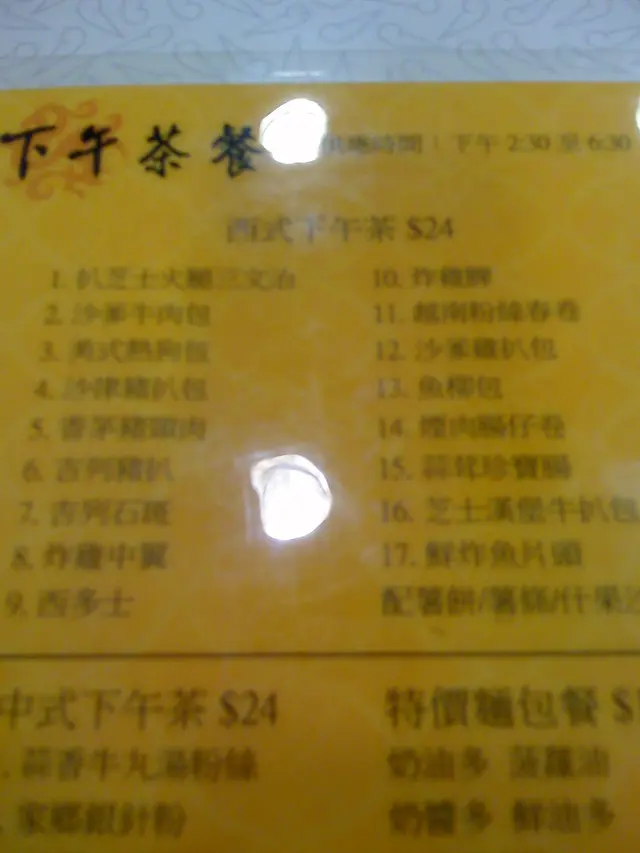 下午茶餐 供應時間：下午 2:30 至 6:30
西式下午茶 $24
1. 扒芝士火腿三文治
2. 沙爹牛肉包
3. 美式熱狗包
4. 沙律豬扒包
5. 香茅豬頸肉
6. 吉列豬扒
7. 吉列石斑
8. 炸雞中翼
9. 西多士
10. 炸雞髀
11. 越南粉絲春卷
12. 沙爹雞扒包
13. 魚柳包
14. 煙肉腸仔卷
15. 蒜茸珍寶腸
16. 芝士漢堡牛扒包
17. 鮮炸魚片頭
配薯餅/薯條/什果沙
中式下午茶 $24
蒜香牛丸湯粉絲
家鄉銀針粉
特價麵包餐 $
奶油多 菠蘿油
奶醬多 鮮油多